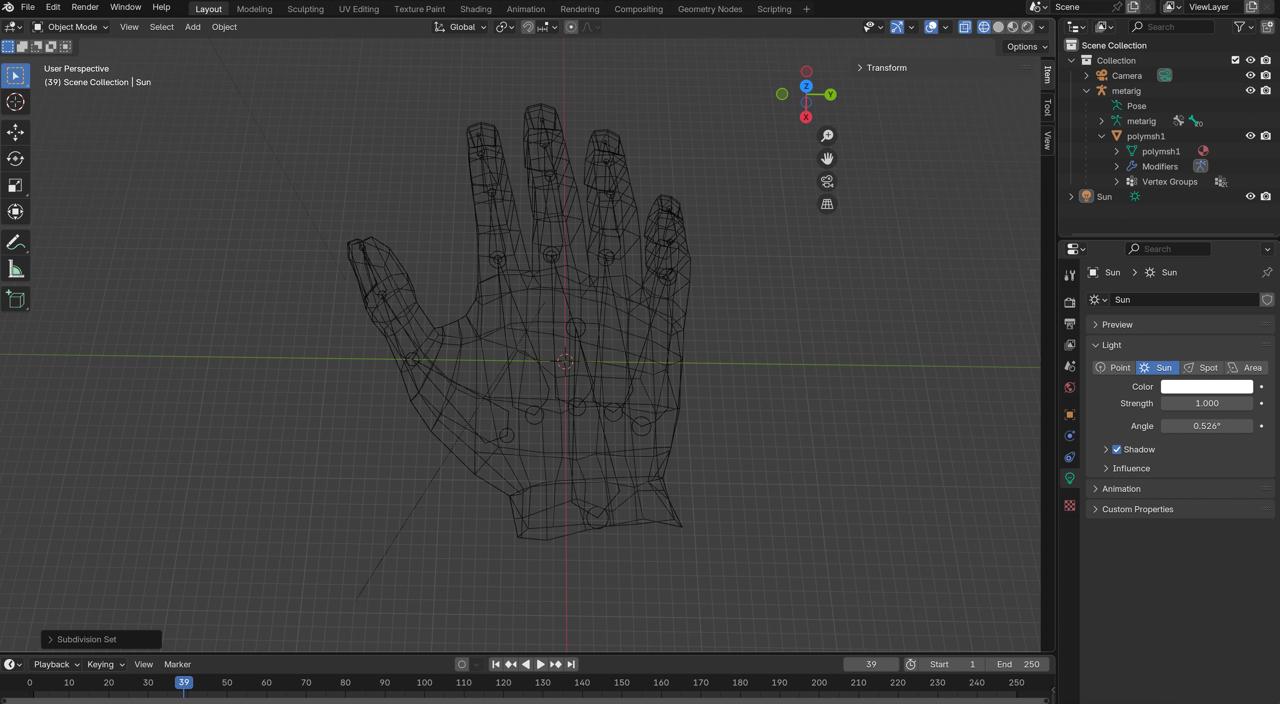 File Edit Render Window Help Layout Modeling Sculpting UV Editing Texture Paint Shading Animation Rendering Compositing Geometry Nodes Scripting + Scene ViewLayer
Object Mode View Select Add Object Global Search
Options
User Perspective
(39) Scene Collection | Sun
Transform
Item
Tool
View
Z
Y
X
Subdivision Set
Scene Collection
Collection
Camera
metarig
Pose
metarig
polymsh1
polymsh1
Modifiers
Vertex Groups
Sun
Search
Sun Sun
Sun
Preview
Light
Point Sun Spot Area
Color
Strength 1.000
Angle 0.526°
Shadow
Influence
Animation
Custom Properties
Playback Keying View Marker 39 Start 1 End 250
0 10 20 30 39 50 60 70 80 90 100 110 120 130 140 150 160 170 180 190 200 210 220 230 240 250